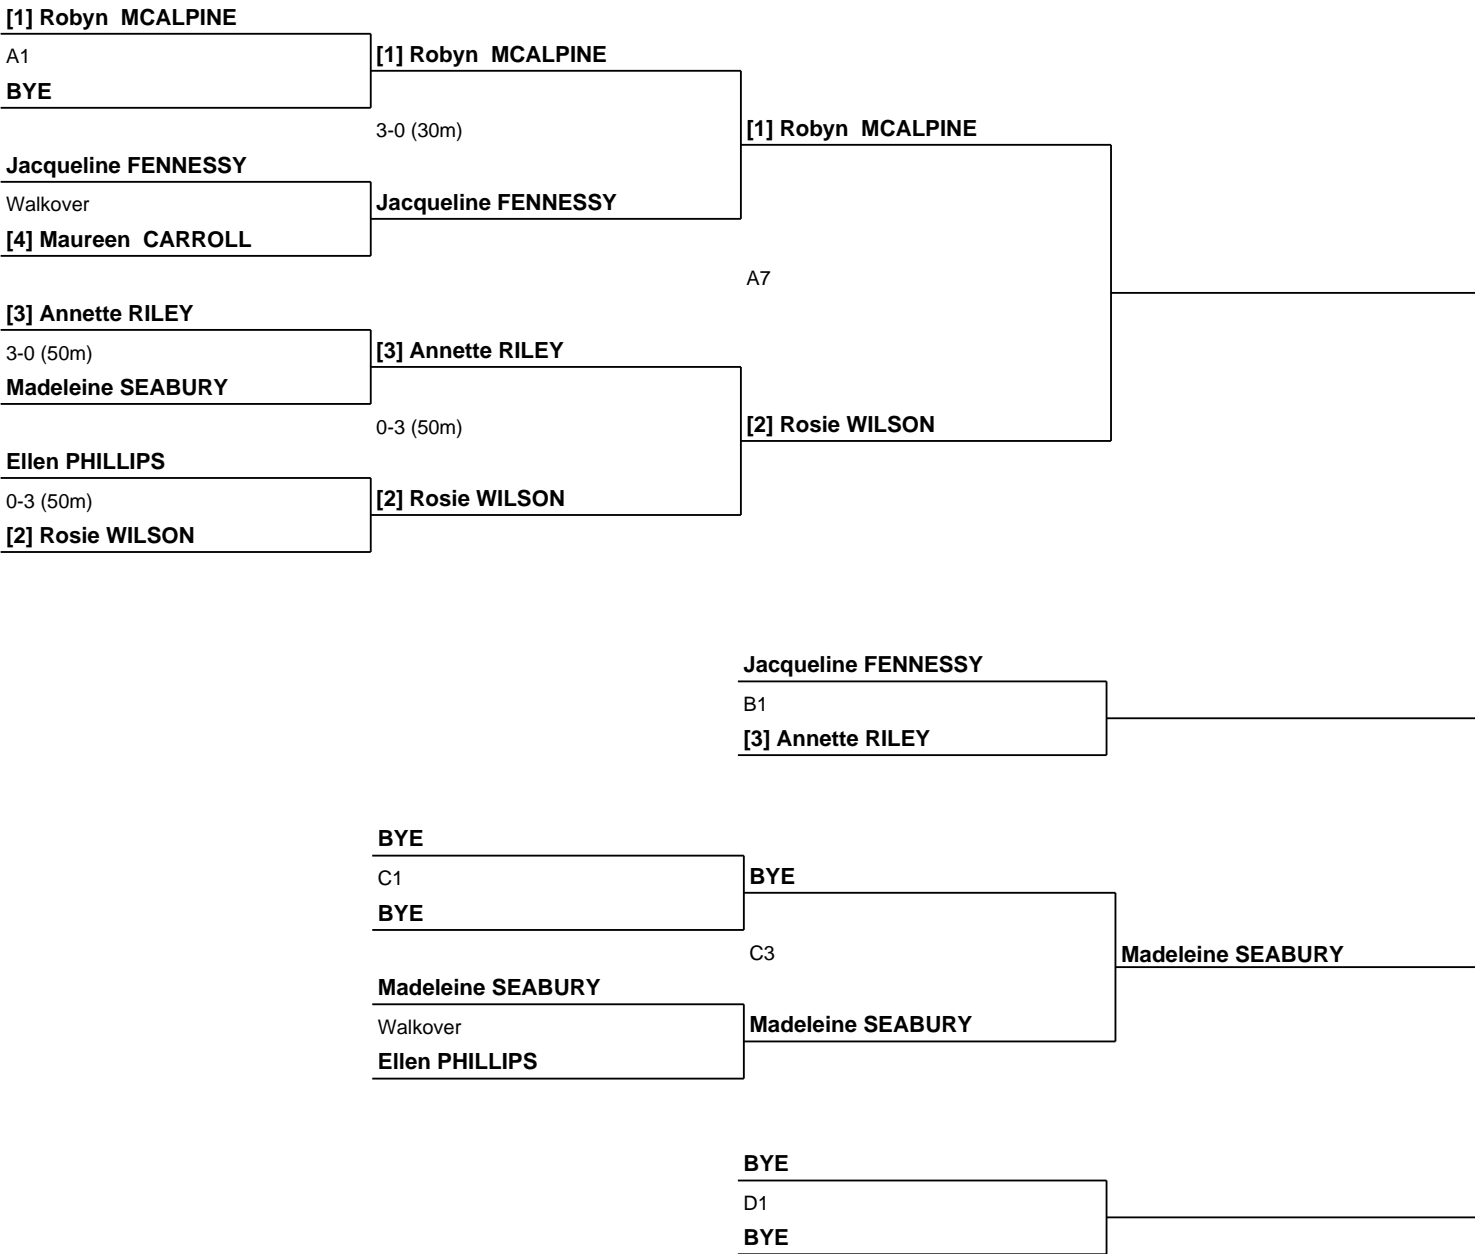 [1] Robyn  MCALPINE
A1
[1] Robyn  MCALPINE
BYE
3-0 (30m)
[1] Robyn  MCALPINE
Jacqueline FENNESSY
Walkover
Jacqueline FENNESSY
[4] Maureen  CARROLL
A7
[3] Annette RILEY
3-0 (50m)
[3] Annette RILEY
Madeleine SEABURY
0-3 (50m)
[2] Rosie WILSON
Ellen PHILLIPS
0-3 (50m)
[2] Rosie WILSON
[2] Rosie WILSON
Jacqueline FENNESSY
B1
[3] Annette RILEY
BYE
C1
BYE
BYE
C3
Madeleine SEABURY
Madeleine SEABURY
Walkover
Madeleine SEABURY
Ellen PHILLIPS
BYE
D1
BYE